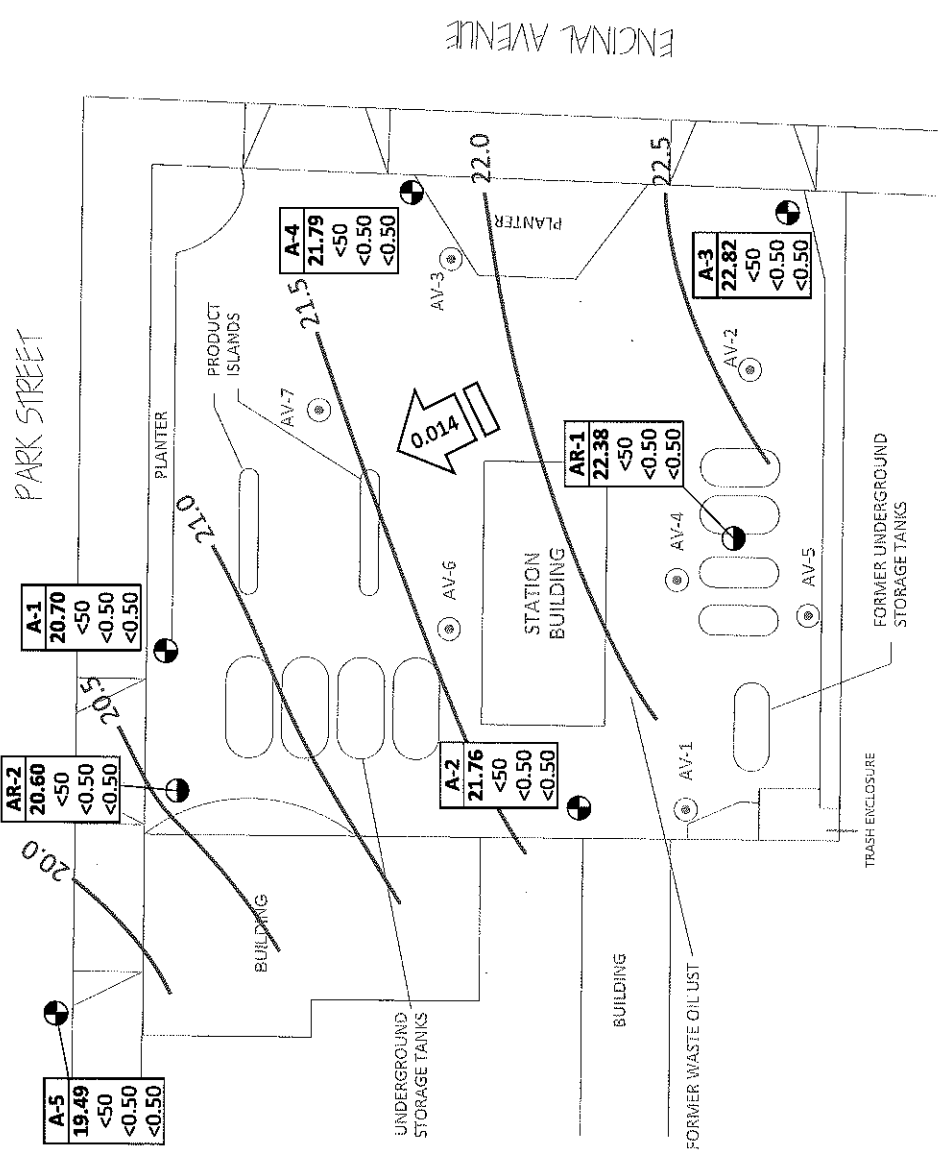 ENCINAL AVENUE
PARK STREET
22.0
22.5
PLANTER
A-4
21.79
<50
<0.50
<0.50
AV-3
21.5
PRODUCT
ISLANDS
A-3
22.82
<50
<0.50
<0.50
AV-2
AV-7
PLANTER
0.014
AR-1
22.38
<50
<0.50
<0.50
21.0
AV-4
FORMER UNDERGROUND
STORAGE TANKS
A-1
20.70
<50
<0.50
<0.50
AV-6
STATION
BUILDING
AV-5
20.5
AR-2
20.60
<50
<0.50
<0.50
A-2
21.76
<50
<0.50
<0.50
AV-1
TRASH ENCLOSURE
20.0
BUILDING
BUILDING
FORMER WASTE OIL UST
UNDERGROUND
STORAGE TANKS
A-5
19.49
<50
<0.50
<0.50